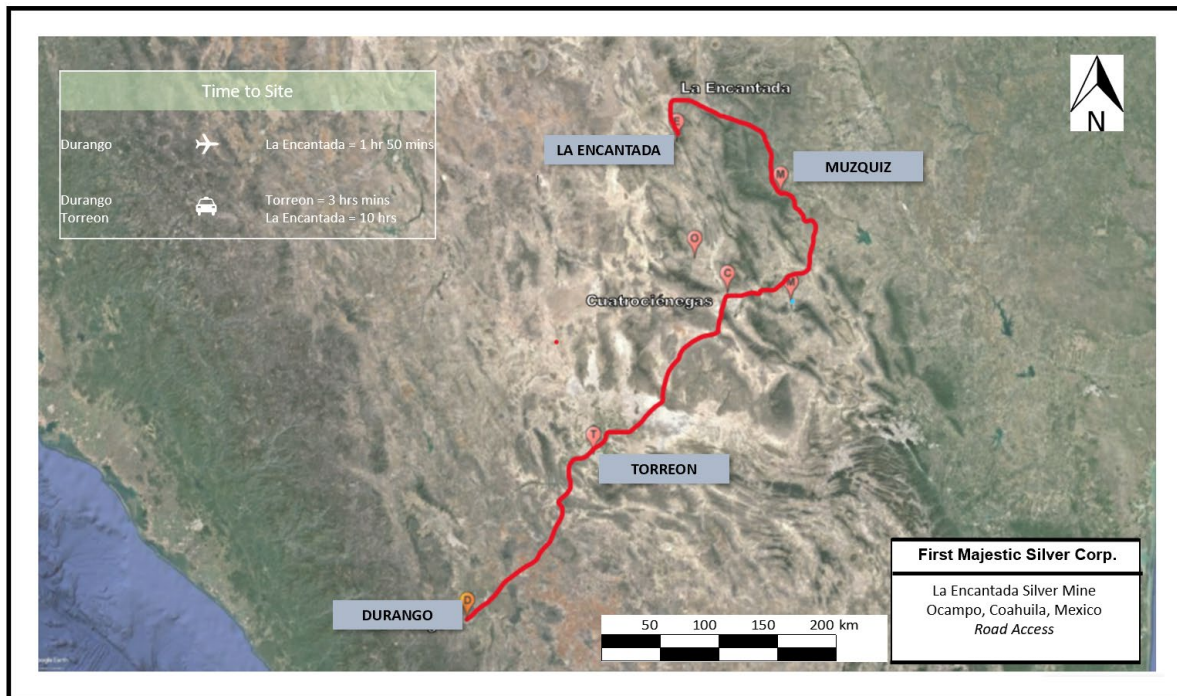 Time to Site
Durango La Encantada = 1 hr 50 mins
Durango Torreon = 3 hrs mins
Torreon La Encantada = 10 hrs
La Encantada
E
LA ENCANTADA
M
MUZQUIZ
O
C
M
Cuatrociénegas
T
TORREON
D
DURANGO
N
50 100 150 200 km
First Majestic Silver Corp.
La Encantada Silver Mine
Ocampo, Coahuila, Mexico
Road Access